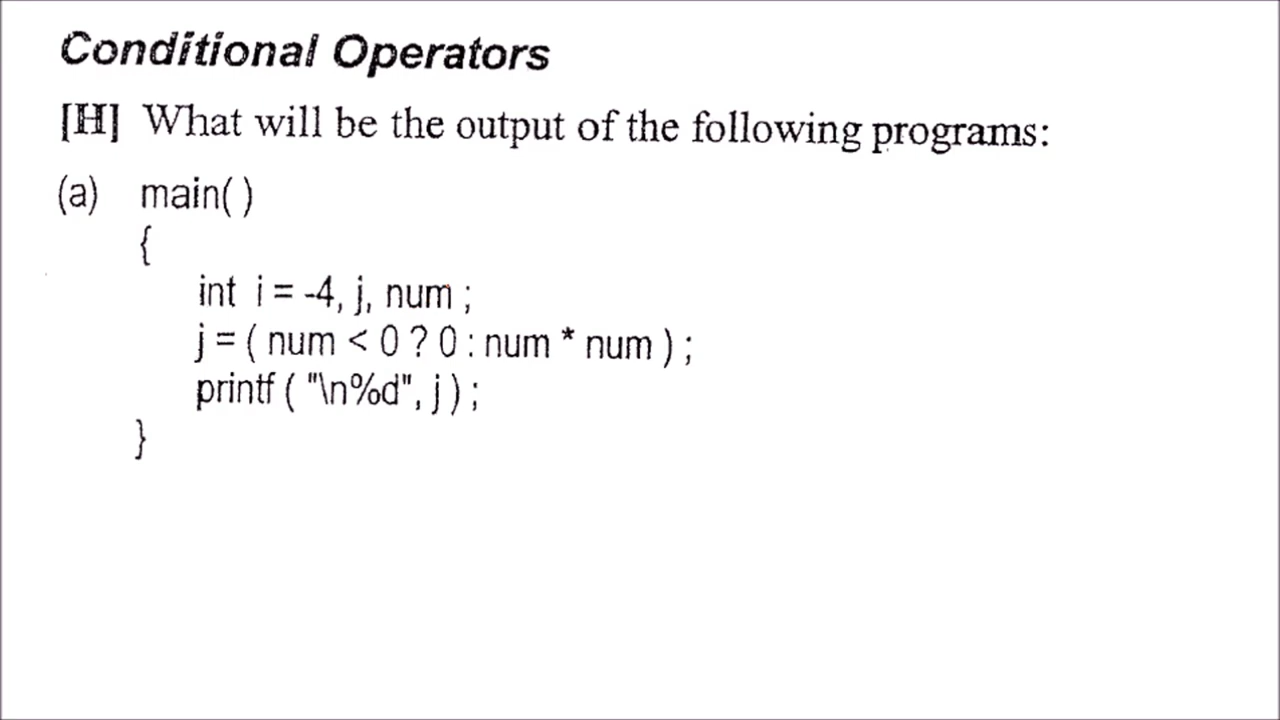 Conditional Operators
[H] What will be the output of the following programs:
(a) main( )
{
int i = -4, j, num ;
j = ( num < 0 ? 0 : num * num ) ;
printf ( "\n%d", j ) ;
}